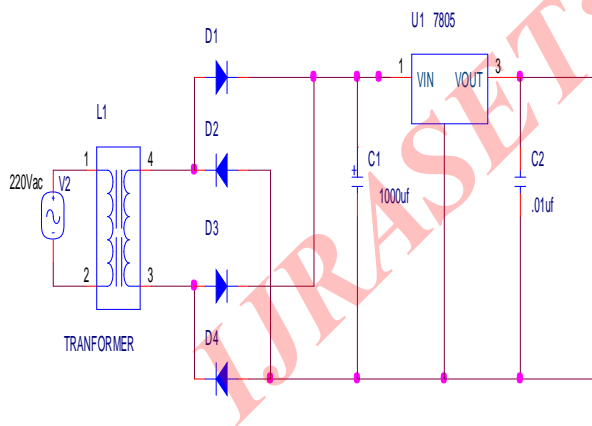 U1 7805
D1
1
3
VIN VOUT
L1
D2
1
4
C1
C2
220Vac
V2
1000uf
.01uf
D3
2
3
TRANFORMER
D4
IJRASET